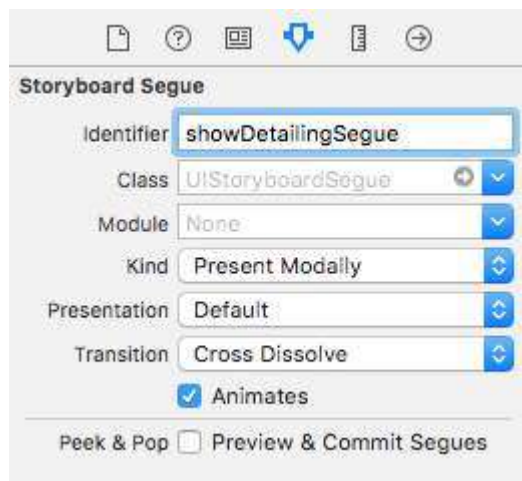 Storyboard Segue
Identifier showDetailingSegue
Class UIStoryboardSegue
Module None
Kind Present Modally
Presentation Default
Transition Cross Dissolve
Animates
Peek & Pop Preview & Commit Segues